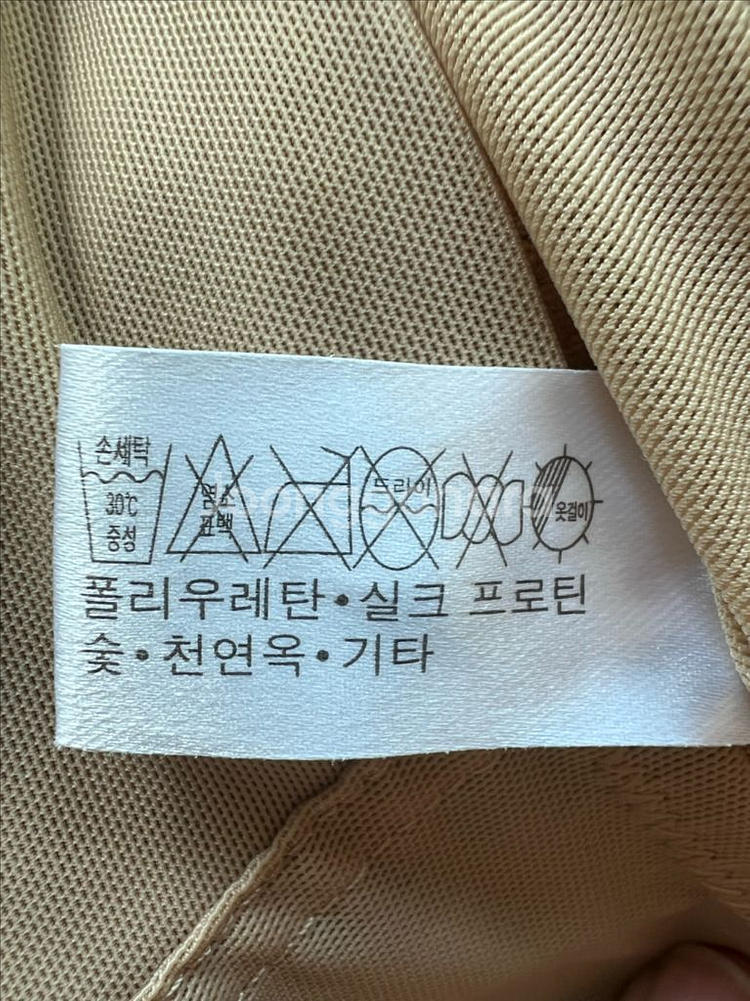 손세탁
30℃
중성
염소
표백
드라이
옷걸이
폴리우레탄•실크 프로틴
숯•천연옥•기타